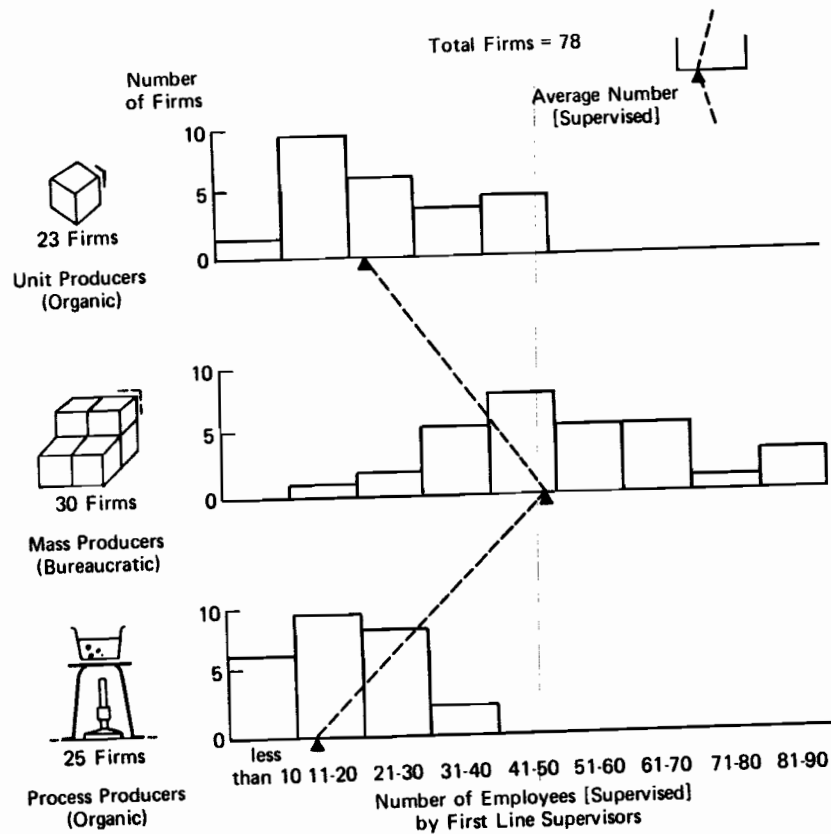 Total Firms = 78
Number
of Firms
Average Number
[Supervised]
10
5
0
23 Firms
Unit Producers
(Organic)
10
5
0
30 Firms
Mass Producers
(Bureaucratic)
10
5
0
25 Firms
Process Producers
(Organic)
less
than 10 11-20 21-30 31-40 41-50 51-60 61-70 71-80 81-90
Number of Employees [Supervised]
by First Line Supervisors